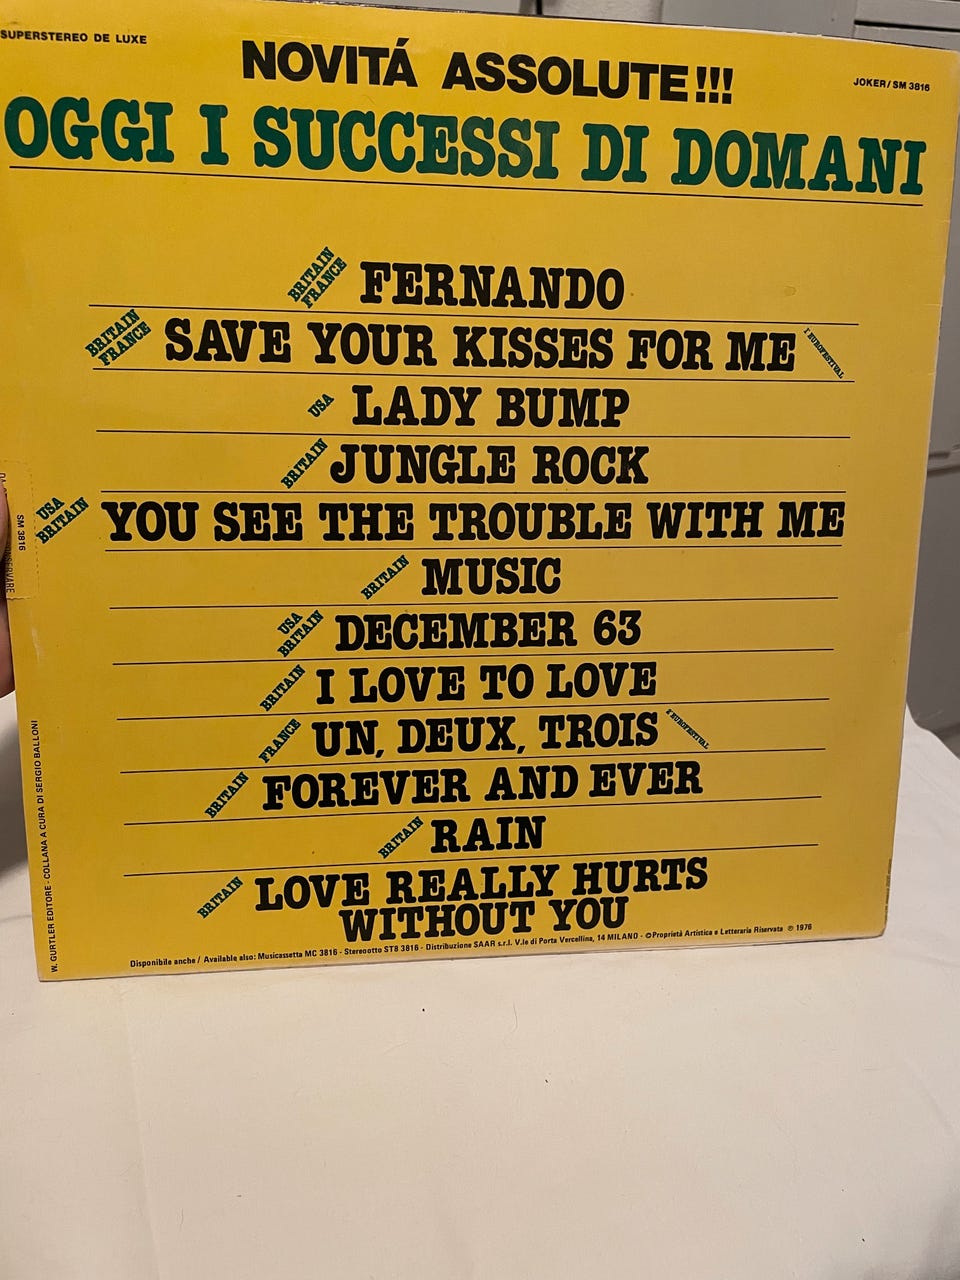 SUPERSTEREO DE LUXE
NOVITÁ ASSOLUTE!!!
JOKER/SM 3816
OGGI I SUCCESSI DI DOMANI
BRITAIN
FRANCE
FERNANDO
BRITAIN
FRANCE
SAVE YOUR KISSES FOR ME
1º EUROFESTIVAL
USA
LADY BUMP
BRITAIN
JUNGLE ROCK
USA
BRITAIN
YOU SEE THE TROUBLE WITH ME
BRITAIN
MUSIC
USA
BRITAIN
DECEMBER 63
BRITAIN
I LOVE TO LOVE
FRANCE
UN, DEUX, TROIS
2º EUROFESTIVAL
BRITAIN
FOREVER AND EVER
BRITAIN
RAIN
BRITAIN
LOVE REALLY HURTS
WITHOUT YOU
Disponibile anche / Available also: Musicassetta MC 3816 - Stereootto ST8 3816 - Distribuzione SAAR s.r.l. V.le di Porta Vercellina, 14 MILANO - ©Proprietà Artistica e Letteraria Riservata ℗ 1976
W. GURTLER EDITORE - COLLANA A CURA DI SERGIO BALLONI
SM 3816